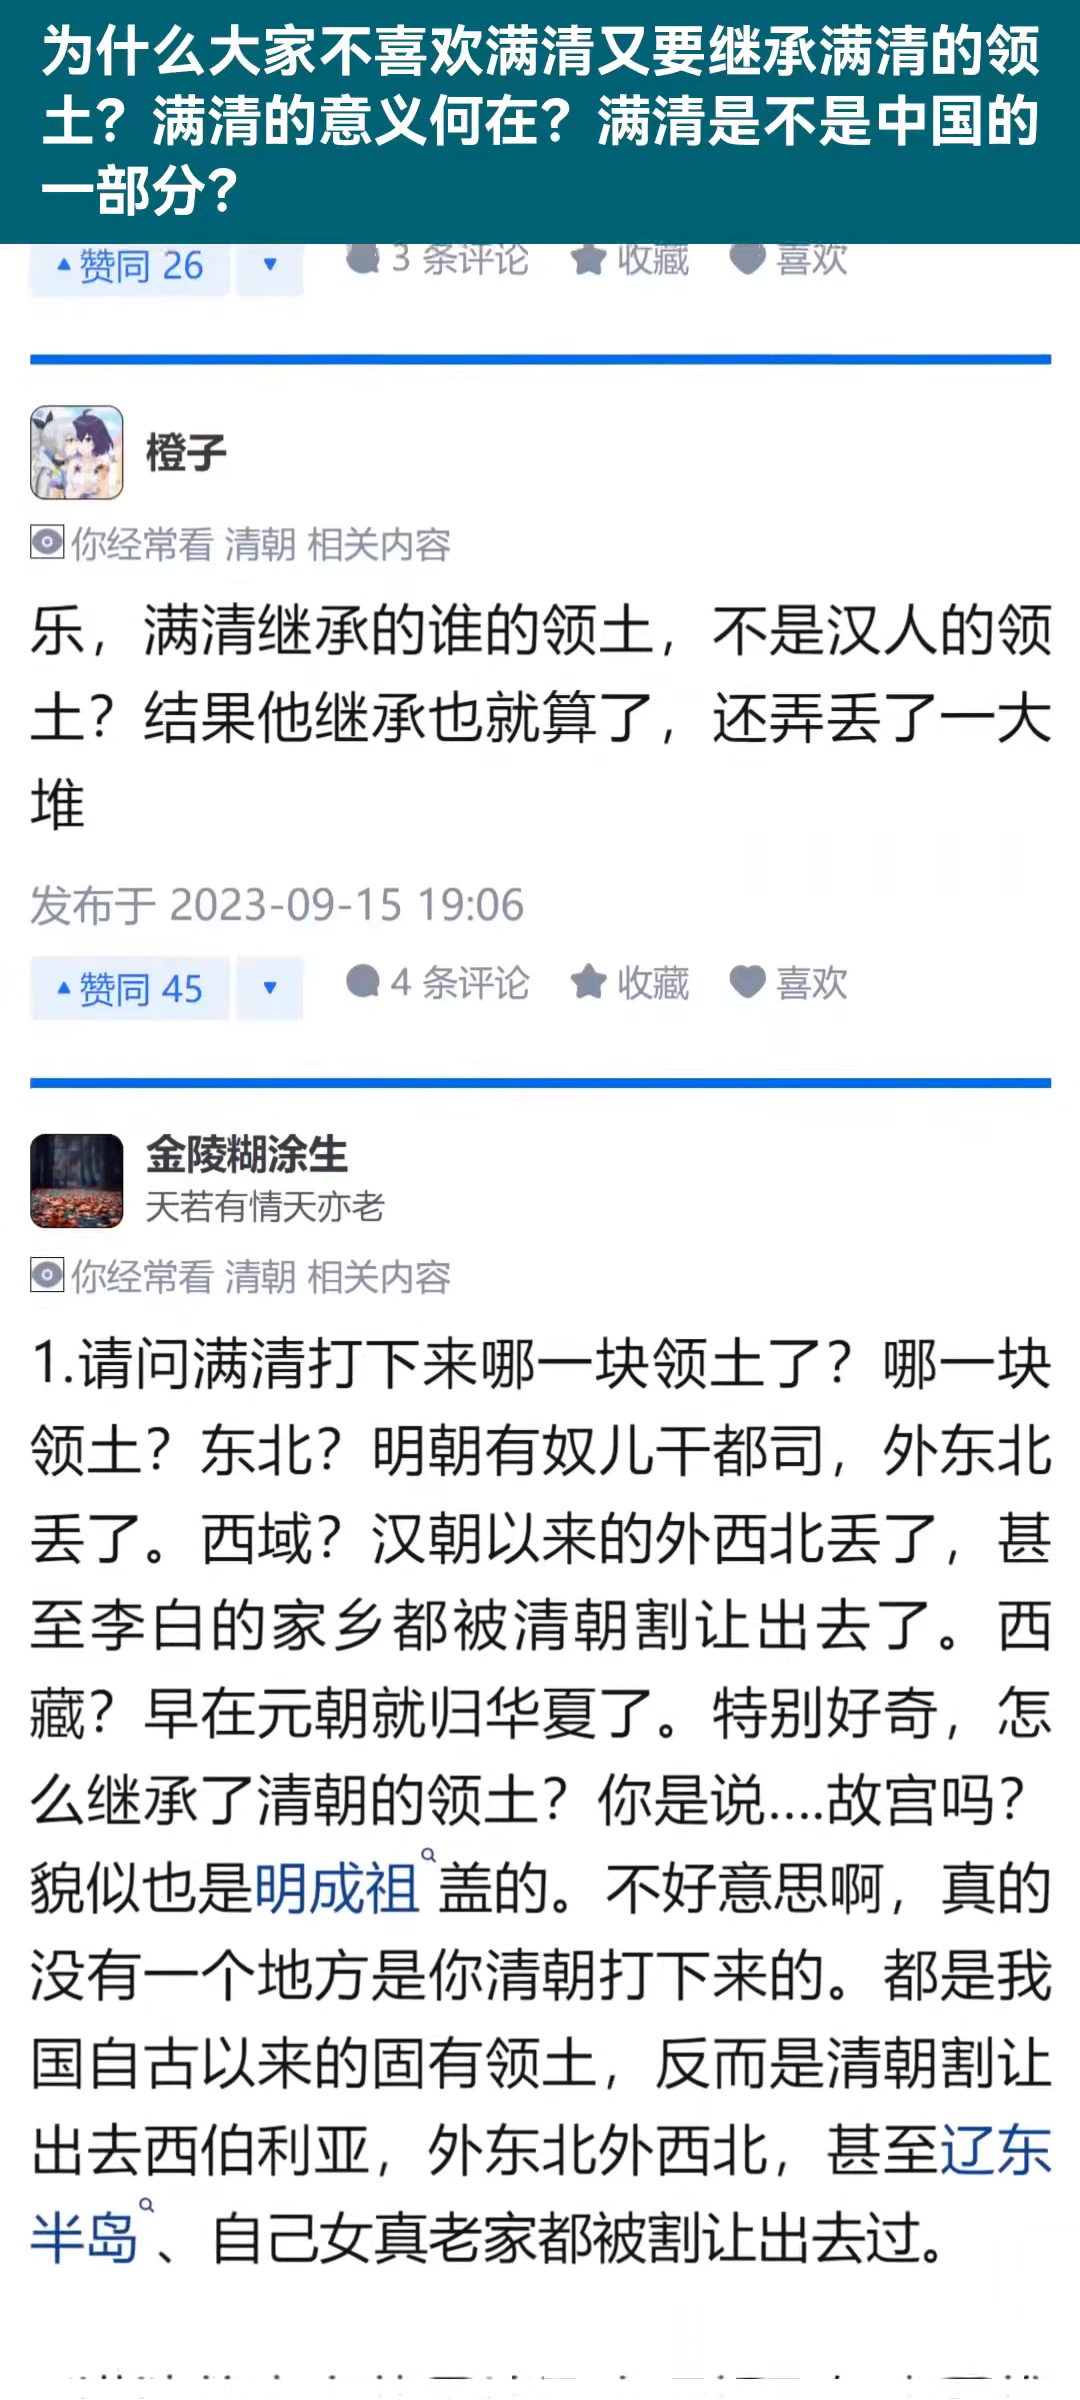 为什么大家不喜欢满清又要继承满清的领
土？满清的意义何在？满清是不是中国的
一部分？
赞同 26
3 条评论
收藏
喜欢
橙子
你经常看 清朝 相关内容
乐，满清继承的谁的领土，不是汉人的领
土？结果他继承也就算了，还弄丢了一大
堆
发布于 2023-09-15 19:06
赞同 45
4 条评论
收藏
喜欢
金陵糊涂生
天若有情天亦老
你经常看 清朝 相关内容
1.请问满清打下来哪一块领土了？哪一块
领土？东北？明朝有奴儿干都司，外东北
丢了。西域？汉朝以来的外西北丢了，甚
至李白的家乡都被清朝割让出去了。西
藏？早在元朝就归华夏了。特别好奇，怎
么继承了清朝的领土？你是说....故宫吗？
貌似也是明成祖盖的。不好意思啊，真的
没有一个地方是你清朝打下来的。都是我
国自古以来的固有领土，反而是清朝割让
出去西伯利亚，外东北外西北，甚至辽东
半岛、自己女真老家都被割让出去过。